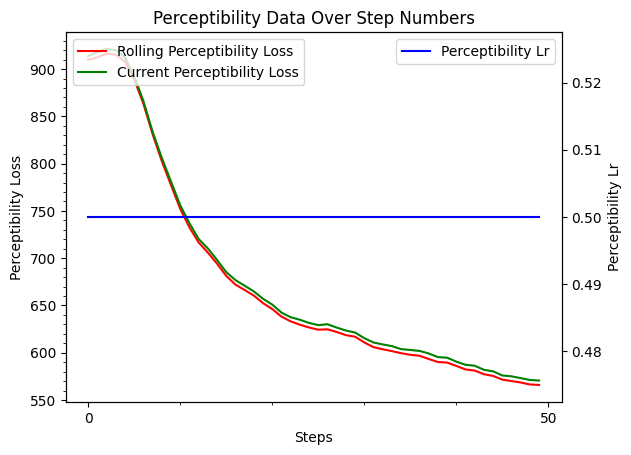 Perceptibility Data Over Step Numbers
Rolling Perceptibility Loss
Current Perceptibility Loss
Perceptibility Lr
900
850
800
750
700
650
600
550
Perceptibility Loss
0.52
0.51
0.50
0.49
0.48
Perceptibility Lr
0
50
Steps